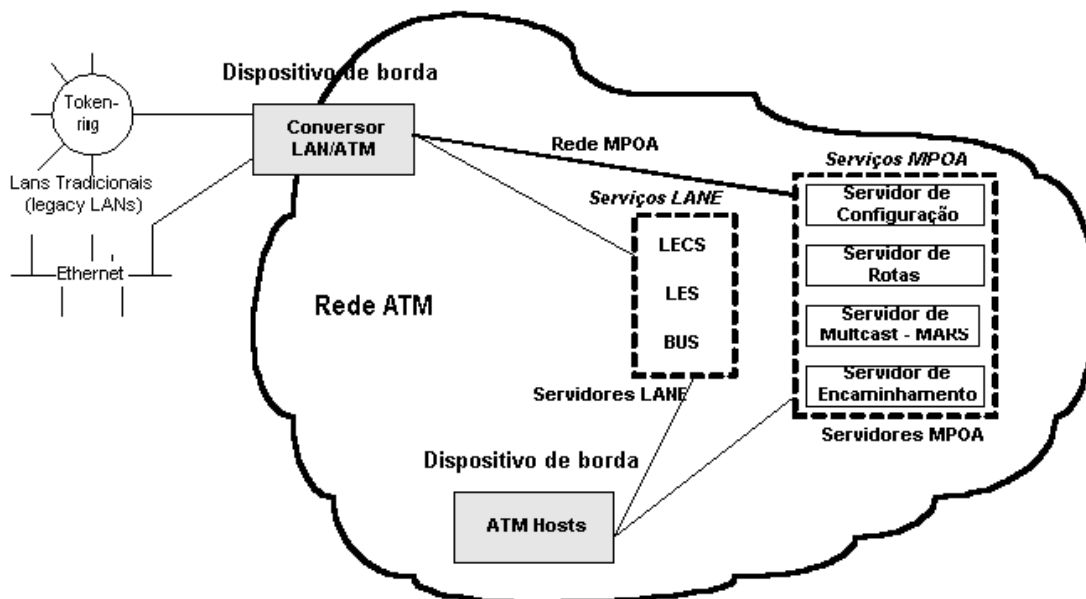 Dispositivo de borda
Token-
riig
Conversor
LAN/ATM
Rede MPOA
Lans Tradicionais
(legacy LANs)
Ethernet
Rede ATM
Serviços LANE
LECS
LES
BUS
Servidores LANE
Serviços MPOA
Servidor de
Configuração
Servidor de
Rotas
Servidor de
Multcast - MARS
Servidor de
Encaminhamento
Servidores MPOA
Dispositivo de borda
ATM Hosts